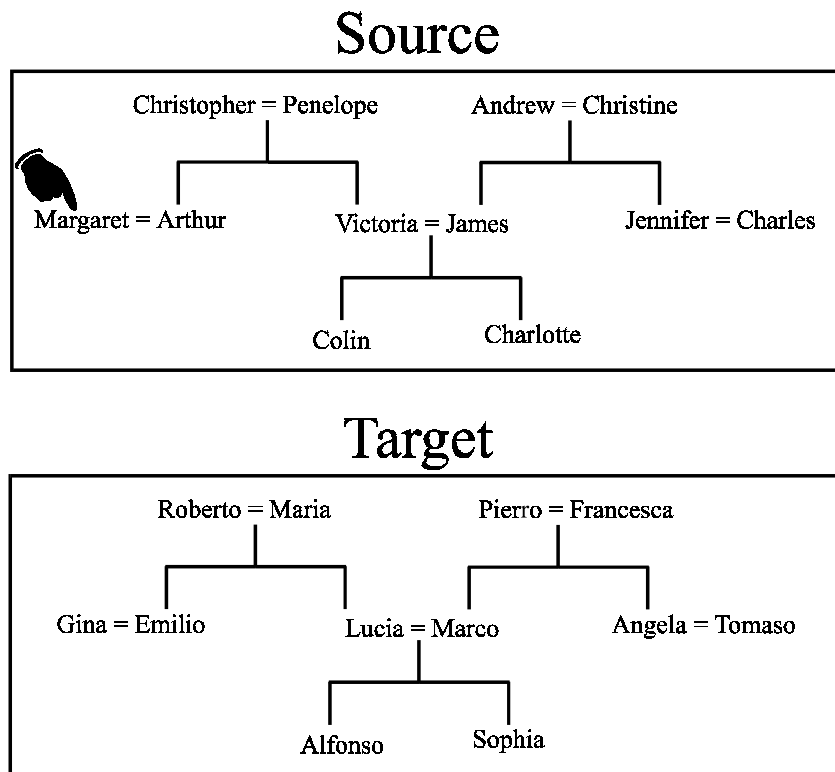 Source
Christopher = Penelope Andrew = Christine
Margaret = Arthur Victoria = James Jennifer = Charles
Colin Charlotte
Target
Roberto = Maria Pierro = Francesca
Gina = Emilio Lucia = Marco Angela = Tomaso
Alfonso Sophia